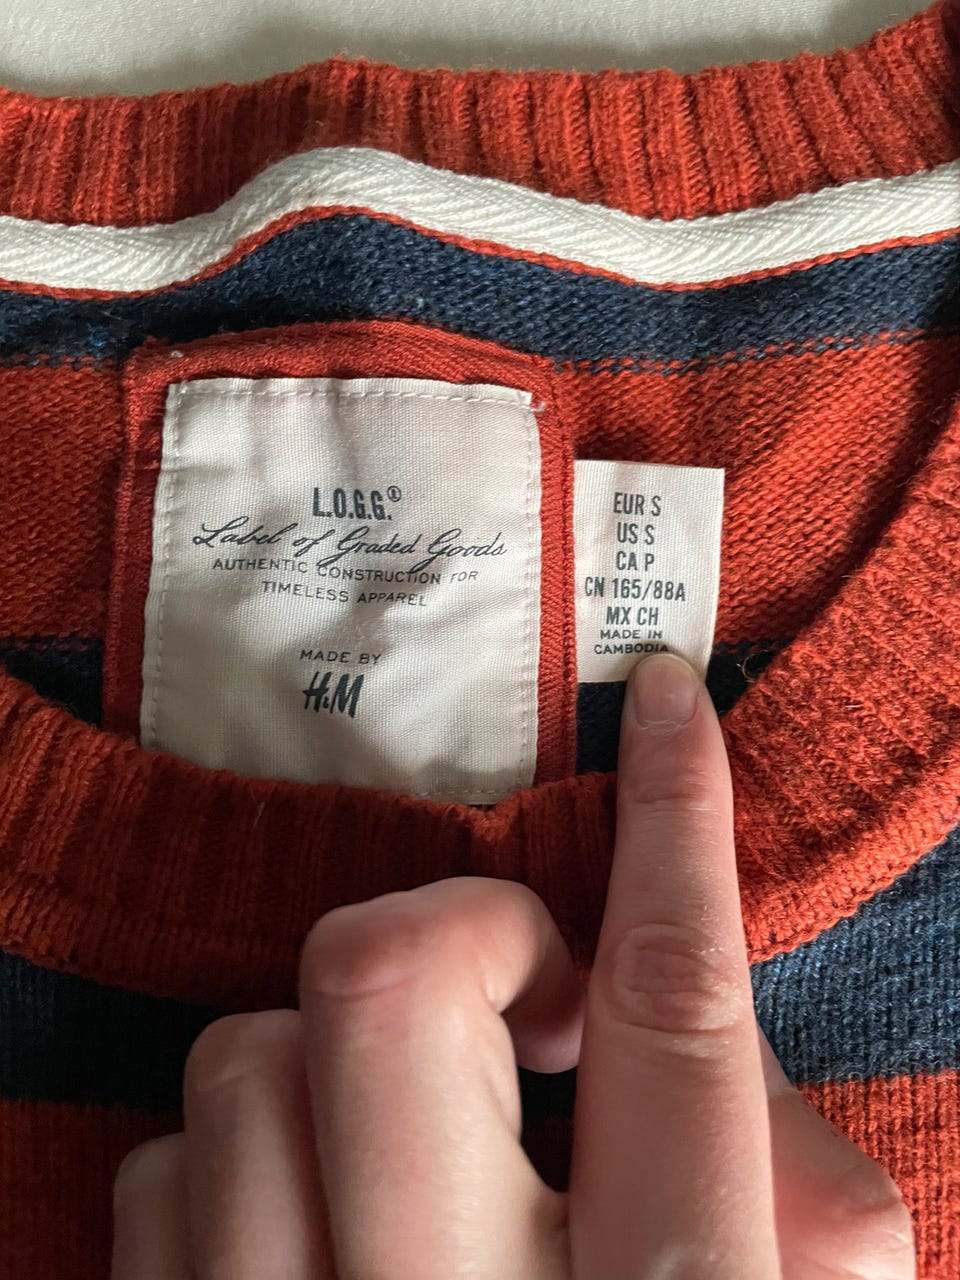 L.O.G.G.®
Label of Graded Goods
AUTHENTIC CONSTRUCTION FOR
TIMELESS APPAREL
MADE BY
H&M
EUR S
US S
CA P
CN 165/88A
MX CH
MADE IN
CAMBODIA